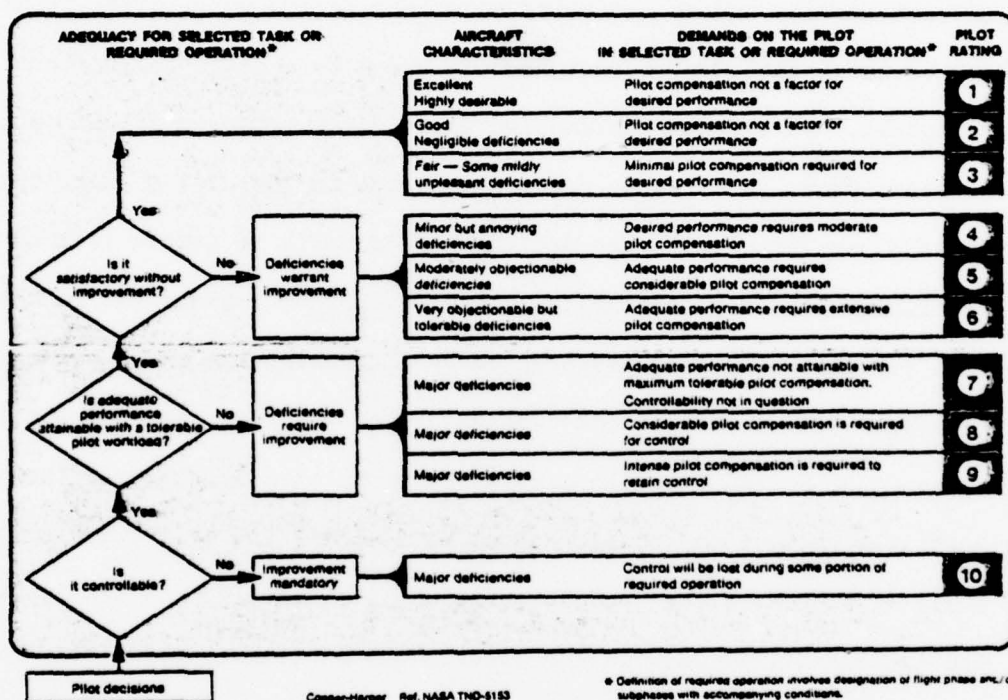 ADEQUACY FOR SELECTED TASK OR
REQUIRED OPERATION*
AIRCRAFT
CHARACTERISTICS
DEMANDS ON THE PILOT
IN SELECTED TASK OR REQUIRED OPERATION*
PILOT
RATING
Excellent
Highly desirable
Pilot compensation not a factor for
desired performance
1
Good
Negligible deficiencies
Pilot compensation not a factor for
desired performance
2
Fair — Some mildly
unpleasant deficiencies
Minimal pilot compensation required for
desired performance
3
Yes
Is it
satisfactory without
improvement?
No
Deficiencies
warrant
improvement
Minor but annoying
deficiencies
Desired performance requires moderate
pilot compensation
4
Moderately objectionable
deficiencies
Adequate performance requires
considerable pilot compensation
5
Very objectionable but
tolerable deficiencies
Adequate performance requires extensive
pilot compensation
6
Yes
Is adequate
performance
attainable with a tolerable
pilot workload?
No
Deficiencies
require
improvement
Major deficiencies
Adequate performance not attainable with
maximum tolerable pilot compensation.
Controllability not in question
7
Major deficiencies
Considerable pilot compensation is required
for control
8
Major deficiencies
Intense pilot compensation is required to
retain control
9
Yes
Is
it controllable?
No
Improvement
mandatory
Major deficiencies
Control will be lost during some portion of
required operation
10
Pilot decisions
Cooper-Harper Ref. NASA TND-5153
* Definition of required operation involves designation of flight phase and/or
subphases with accompanying conditions.